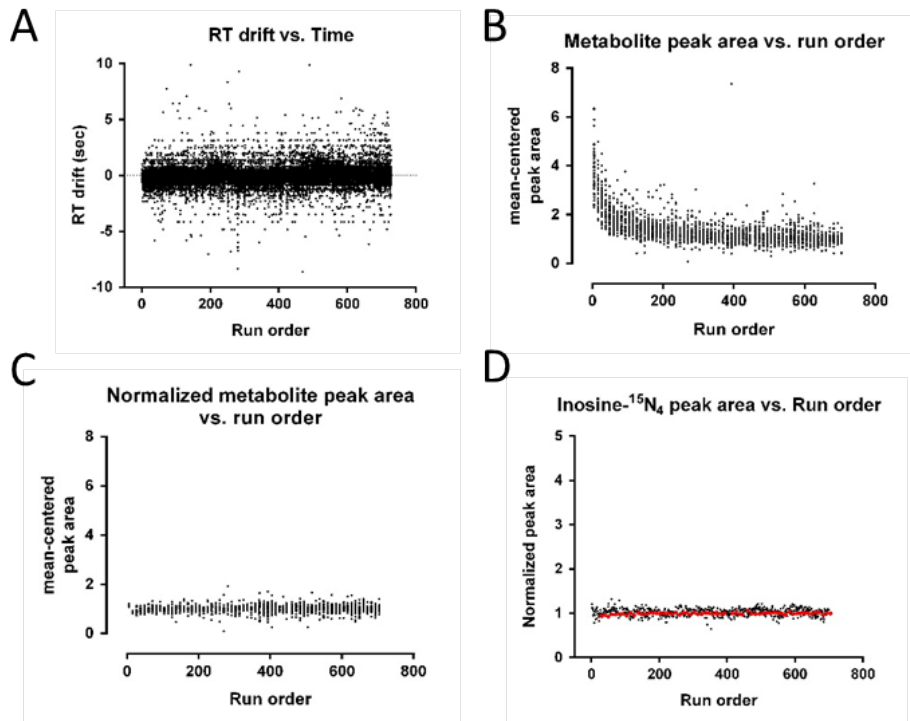 A
RT drift vs. Time
RT drift (sec)
10
5
0
-5
-10
0 200 400 600 800
Run order
B
Metabolite peak area vs. run order
mean-centered
peak area
8
6
4
2
0
0 200 400 600 800
Run order
C
Normalized metabolite peak area
vs. run order
mean-centered
peak area
8
6
4
2
0
0 200 400 600 800
Run order
D
Inosine-¹⁵N₄ peak area vs. Run order
Normalized peak area
5
4
3
2
1
0
0 200 400 600 800
Run order